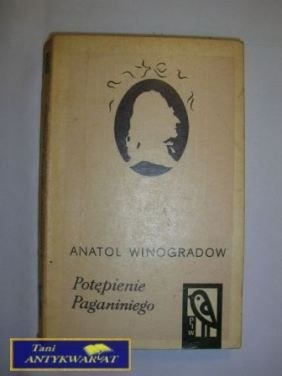 ANATOL WINOGRADOW
Potępienie
Paganiniego
PIW
Tani
ANTYKWARIAT